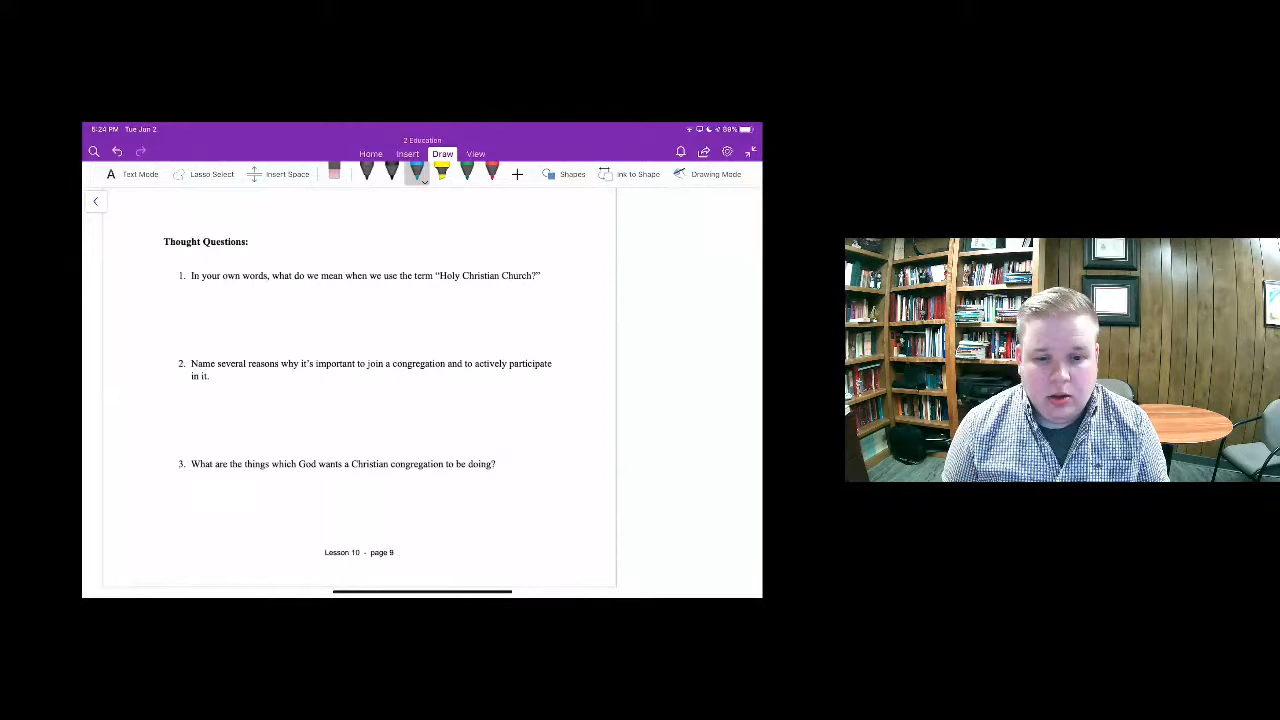 5:24 PM Tue Jun 2
89%
2 Education
Home Insert Draw View
A Text Mode Lasso Select Insert Space Shapes Ink to Shape Drawing Mode
Thought Questions:
1. In your own words, what do we mean when we use the term “Holy Christian Church?”
2. Name several reasons why it’s important to join a congregation and to actively participate
in it.
3. What are the things which God wants a Christian congregation to be doing?
Lesson 10 - page 9